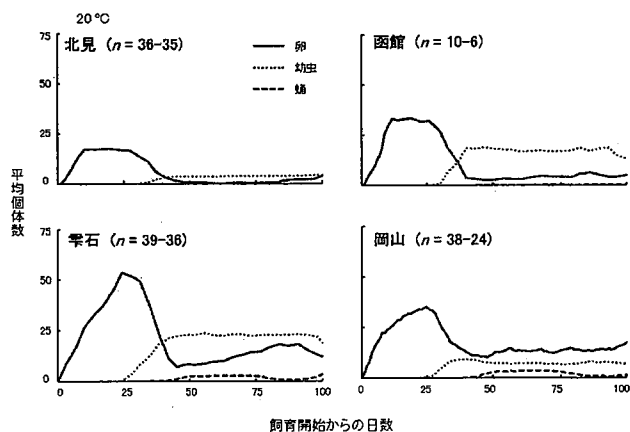 20℃
北見 (n = 36-35)
卵
幼虫
蛹
函館 (n = 10-6)
75
50
25
0
平均個体数
雫石 (n = 39-36)
岡山 (n = 38-24)
75
50
25
0
0
25
50
75
100
0
25
50
75
100
飼育開始からの日数